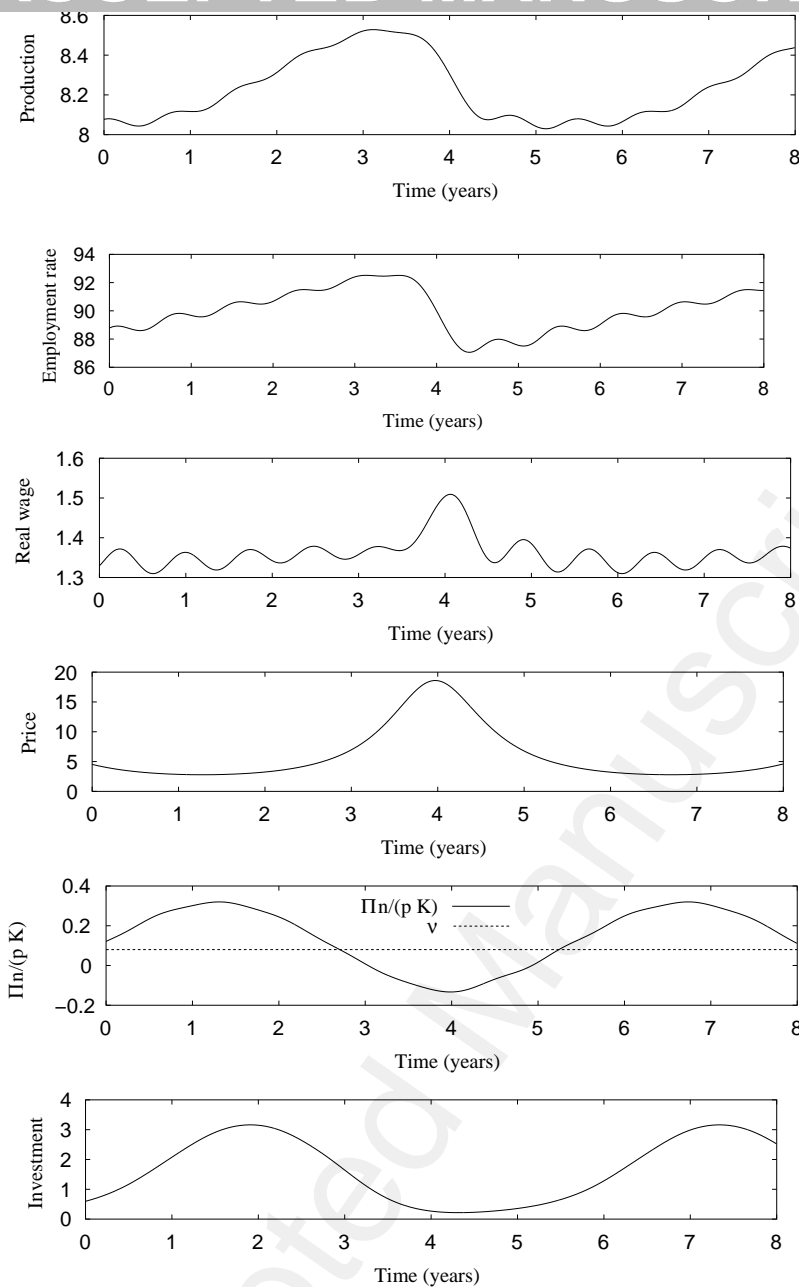 8.6
8.4
8.2
8
Production
0 1 2 3 4 5 6 7 8
Time (years)
94
92
90
88
86
Employment rate
0 1 2 3 4 5 6 7 8
Time (years)
1.6
1.5
1.4
1.3
Real wage
0 1 2 3 4 5 6 7 8
Time (years)
20
15
10
5
0
Price
0 1 2 3 4 5 6 7 8
Time (years)
0.4
0.2
0
−0.2
Πn/(p K)
Πn/(p K)
ν
0 1 2 3 4 5 6 7 8
Time (years)
4
3
2
1
0
Investment
0 1 2 3 4 5 6 7 8
Time (years)